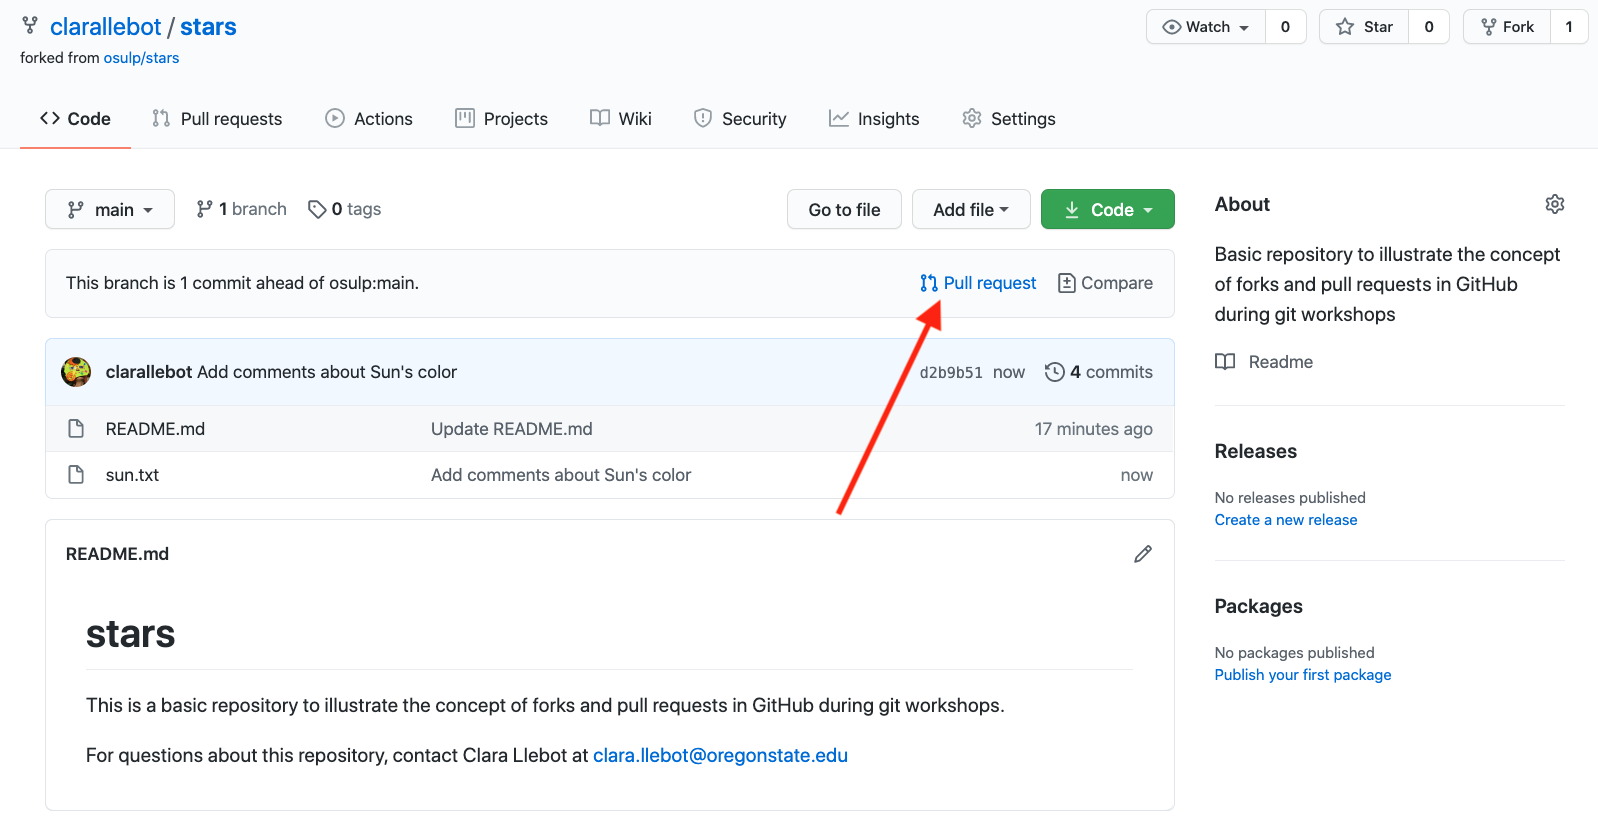 clarallebot / stars
Watch 0 Star 0 Fork 1
forked from osulp/stars
Code Pull requests Actions Projects Wiki Security Insights Settings
main 1 branch 0 tags Go to file Add file Code
This branch is 1 commit ahead of osulp:main. Pull request Compare
clarallebot Add comments about Sun's color d2b9b51 now 4 commits
README.md Update README.md 17 minutes ago
sun.txt Add comments about Sun's color now
README.md
stars
This is a basic repository to illustrate the concept of forks and pull requests in GitHub during git workshops.
For questions about this repository, contact Clara Llebot at clara.llebot@oregonstate.edu
About
Basic repository to illustrate the concept
of forks and pull requests in GitHub
during git workshops
Readme
Releases
No releases published
Create a new release
Packages
No packages published
Publish your first package